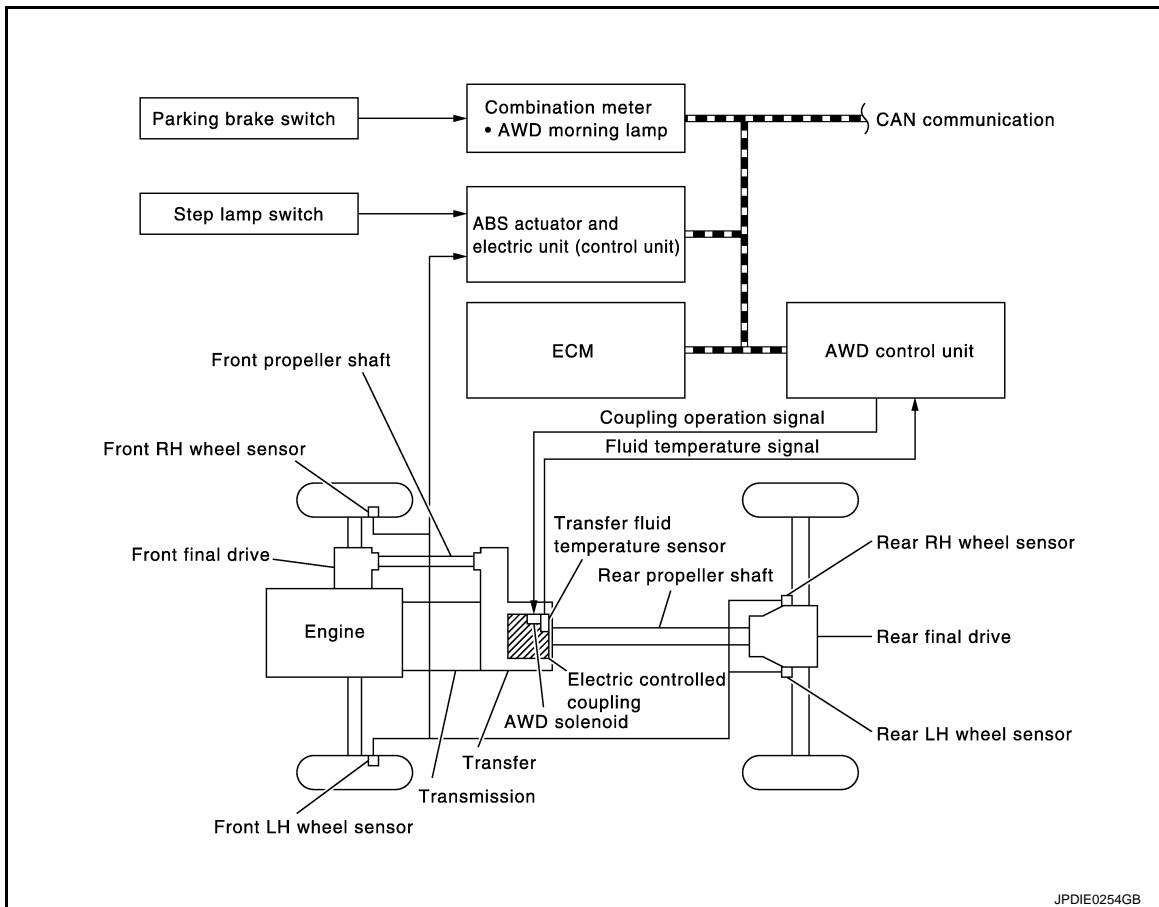 Parking brake switch
Combination meter
• AWD morning lamp
CAN communication
Step lamp switch
ABS actuator and
electric unit (control unit)
ECM
AWD control unit
Front propeller shaft
Coupling operation signal
Fluid temperature signal
Front RH wheel sensor
Transfer fluid
temperature sensor
Rear RH wheel sensor
Front final drive
Rear propeller shaft
Engine
Rear final drive
Electric controlled
coupling
AWD solenoid
Rear LH wheel sensor
Transfer
Transmission
Front LH wheel sensor
JPDIE0254GB